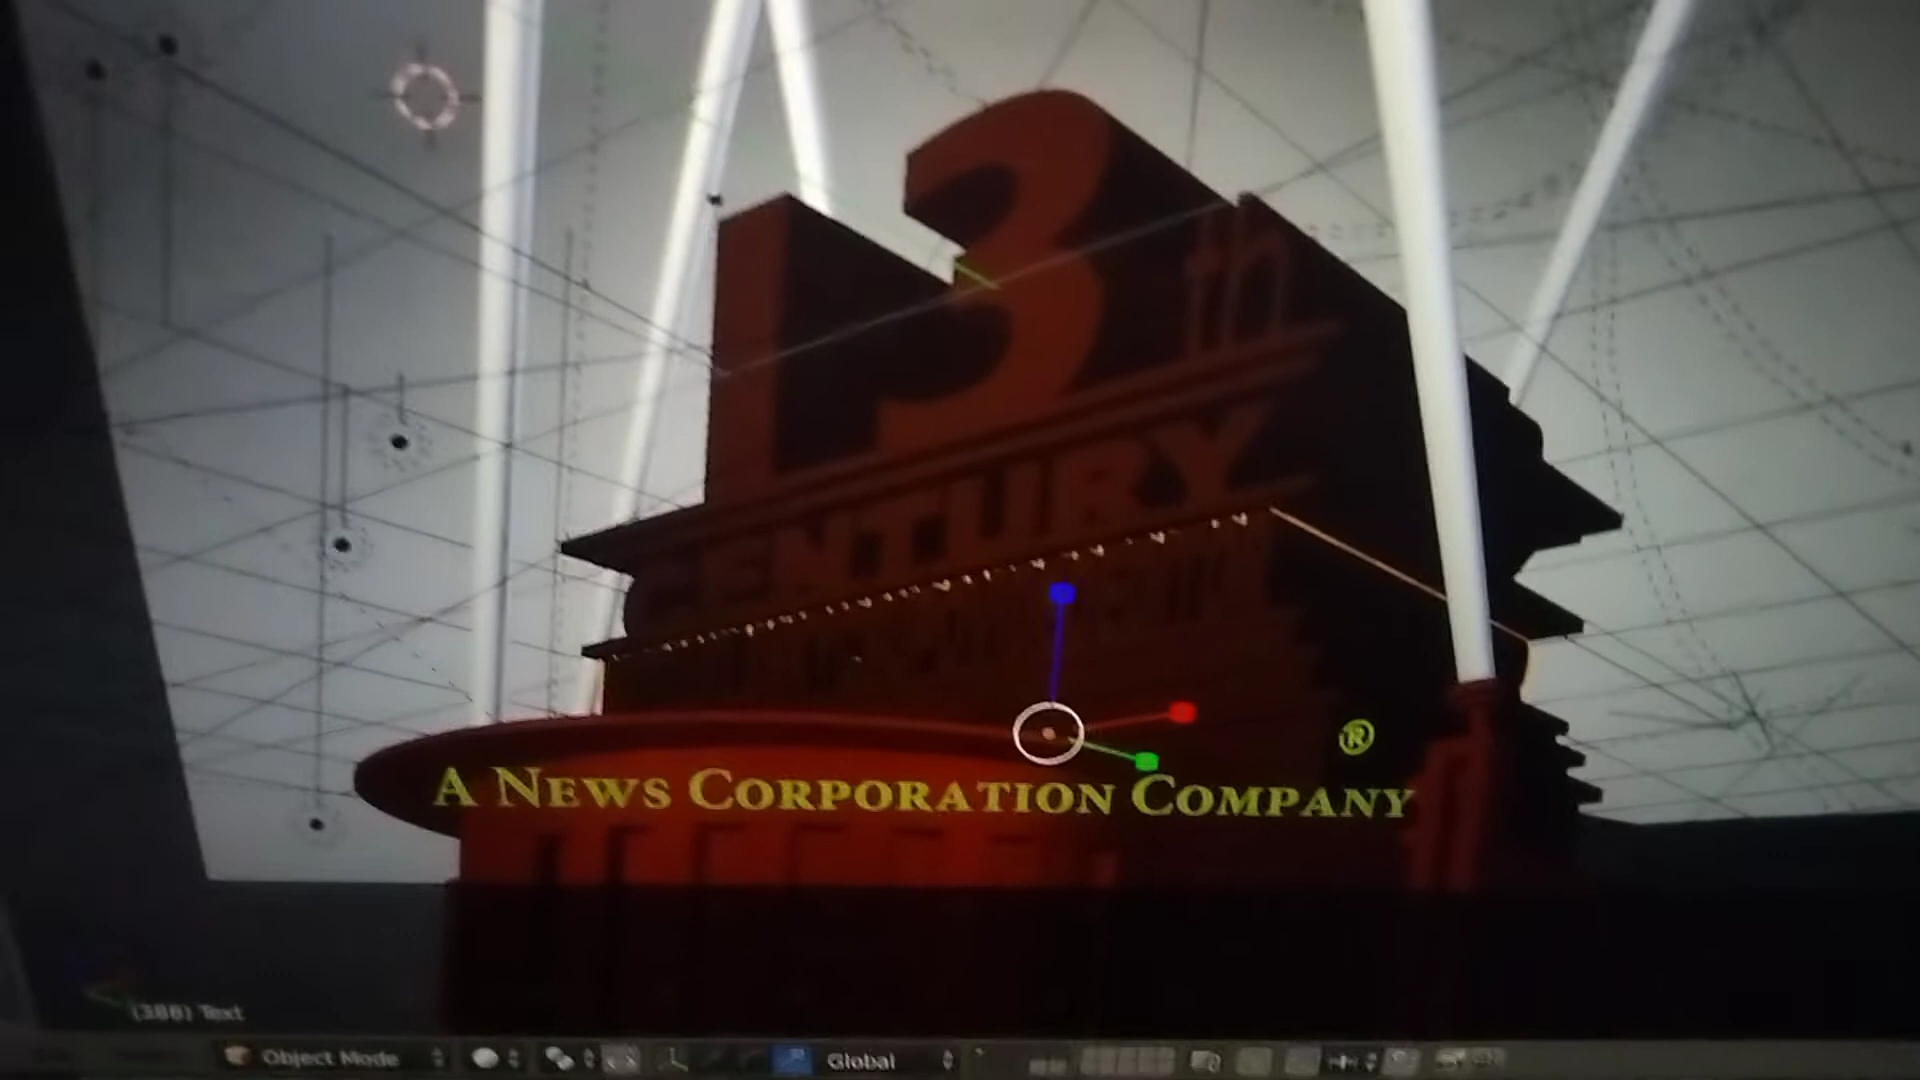 13th
CENTURY
®
A NEWS CORPORATION COMPANY
(388) Text
Object Mode
Global